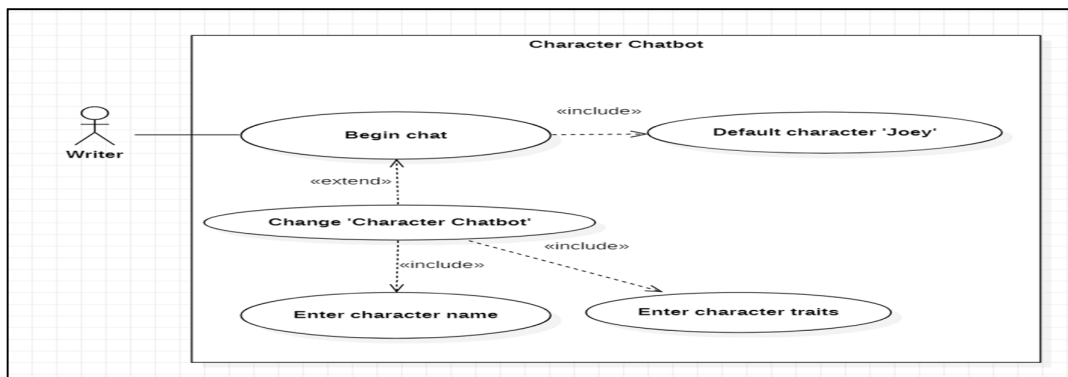 Character Chatbot
«include»
Begin chat
Default character 'Joey'
Writer
«extend»
Change 'Character Chatbot'
«include»
«include»
Enter character name
Enter character traits